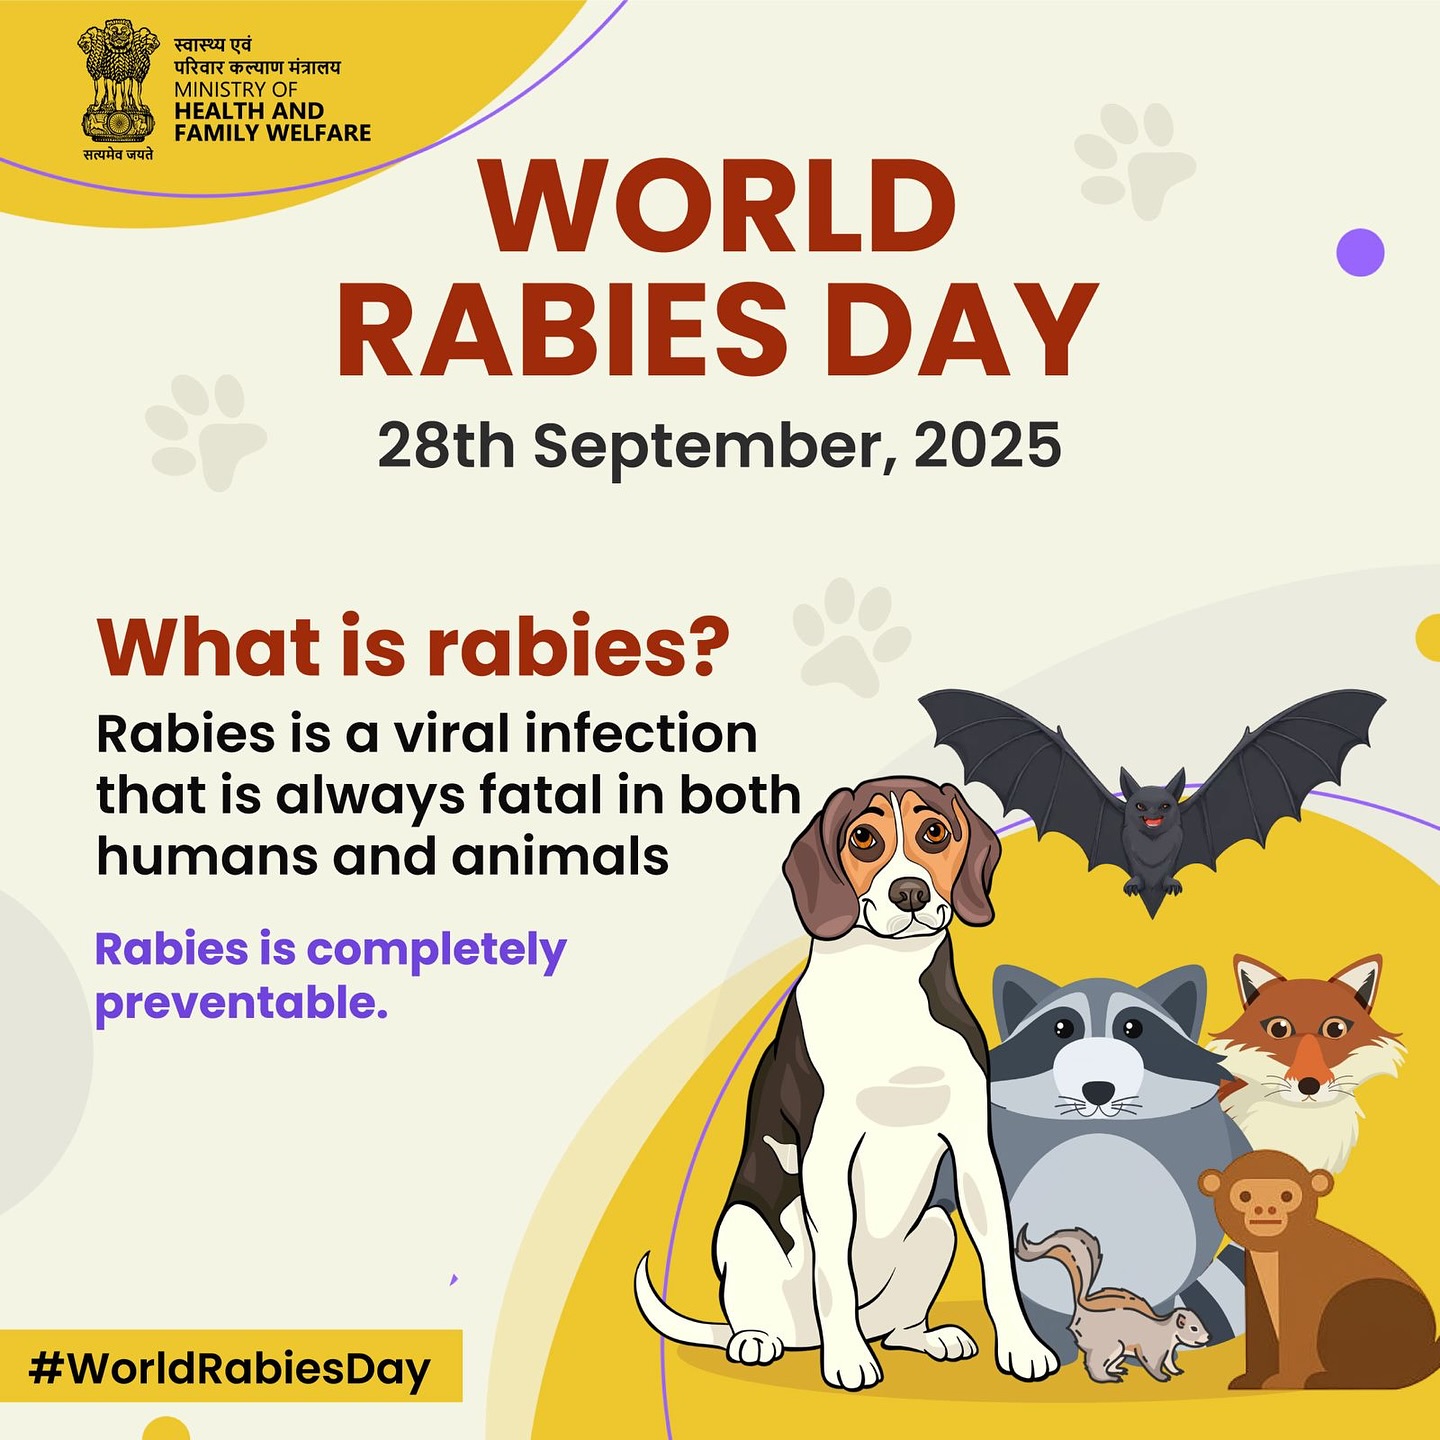 स्वास्थ्य एवं
परिवार कल्याण मंत्रालय
MINISTRY OF
HEALTH AND
FAMILY WELFARE
सत्यमेव जयते
WORLD
RABIES DAY
28th September, 2025
What is rabies?
Rabies is a viral infection
that is always fatal in both
humans and animals
Rabies is completely
preventable.
#WorldRabiesDay